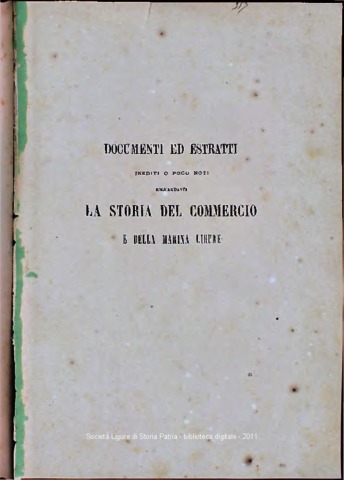 DOCUMENTI ED ESTRATTI
INEDITI O POCO NOTI
RIGUARDANTI
LA STORIA DEL COMMERCIO
E DELLA MARINA LIGURE
Società Ligure di Storia Patria - biblioteca digitale - 2011